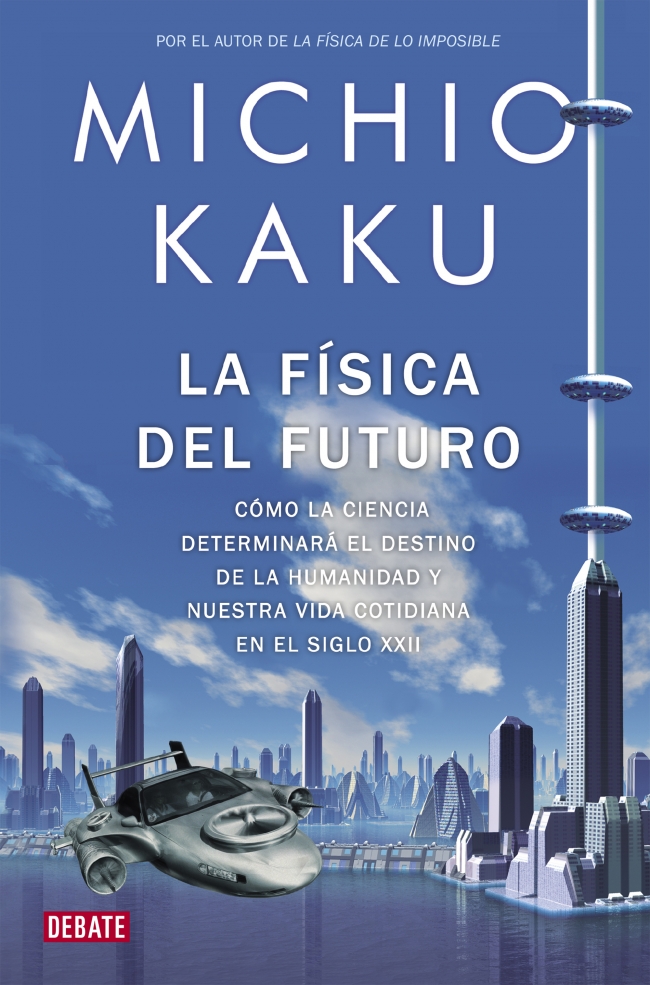 POR EL AUTOR DE LA FÍSICA DE LO IMPOSIBLE
MICHIO
KAKU
LA FÍSICA
DEL FUTURO
CÓMO LA CIENCIA
DETERMINARÁ EL DESTINO
DE LA HUMANIDAD Y
NUESTRA VIDA COTIDIANA
EN EL SIGLO XXII
DEBATE